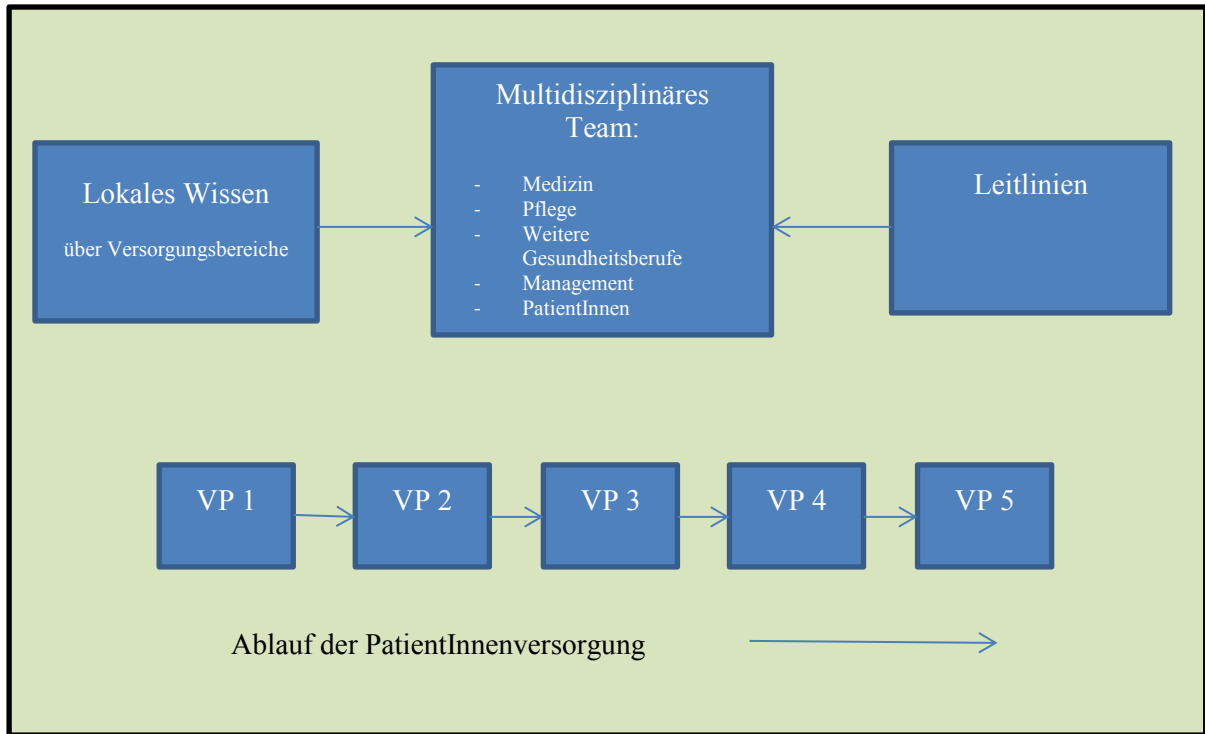 Lokales Wissen
über Versorgungsbereiche
Multidisziplinäres
Team:
- Medizin
- Pflege
- Weitere
Gesundheitsberufe
- Management
- PatientInnen
Leitlinien
VP 1
VP 2
VP 3
VP 4
VP 5
Ablauf der PatientInnenversorgung